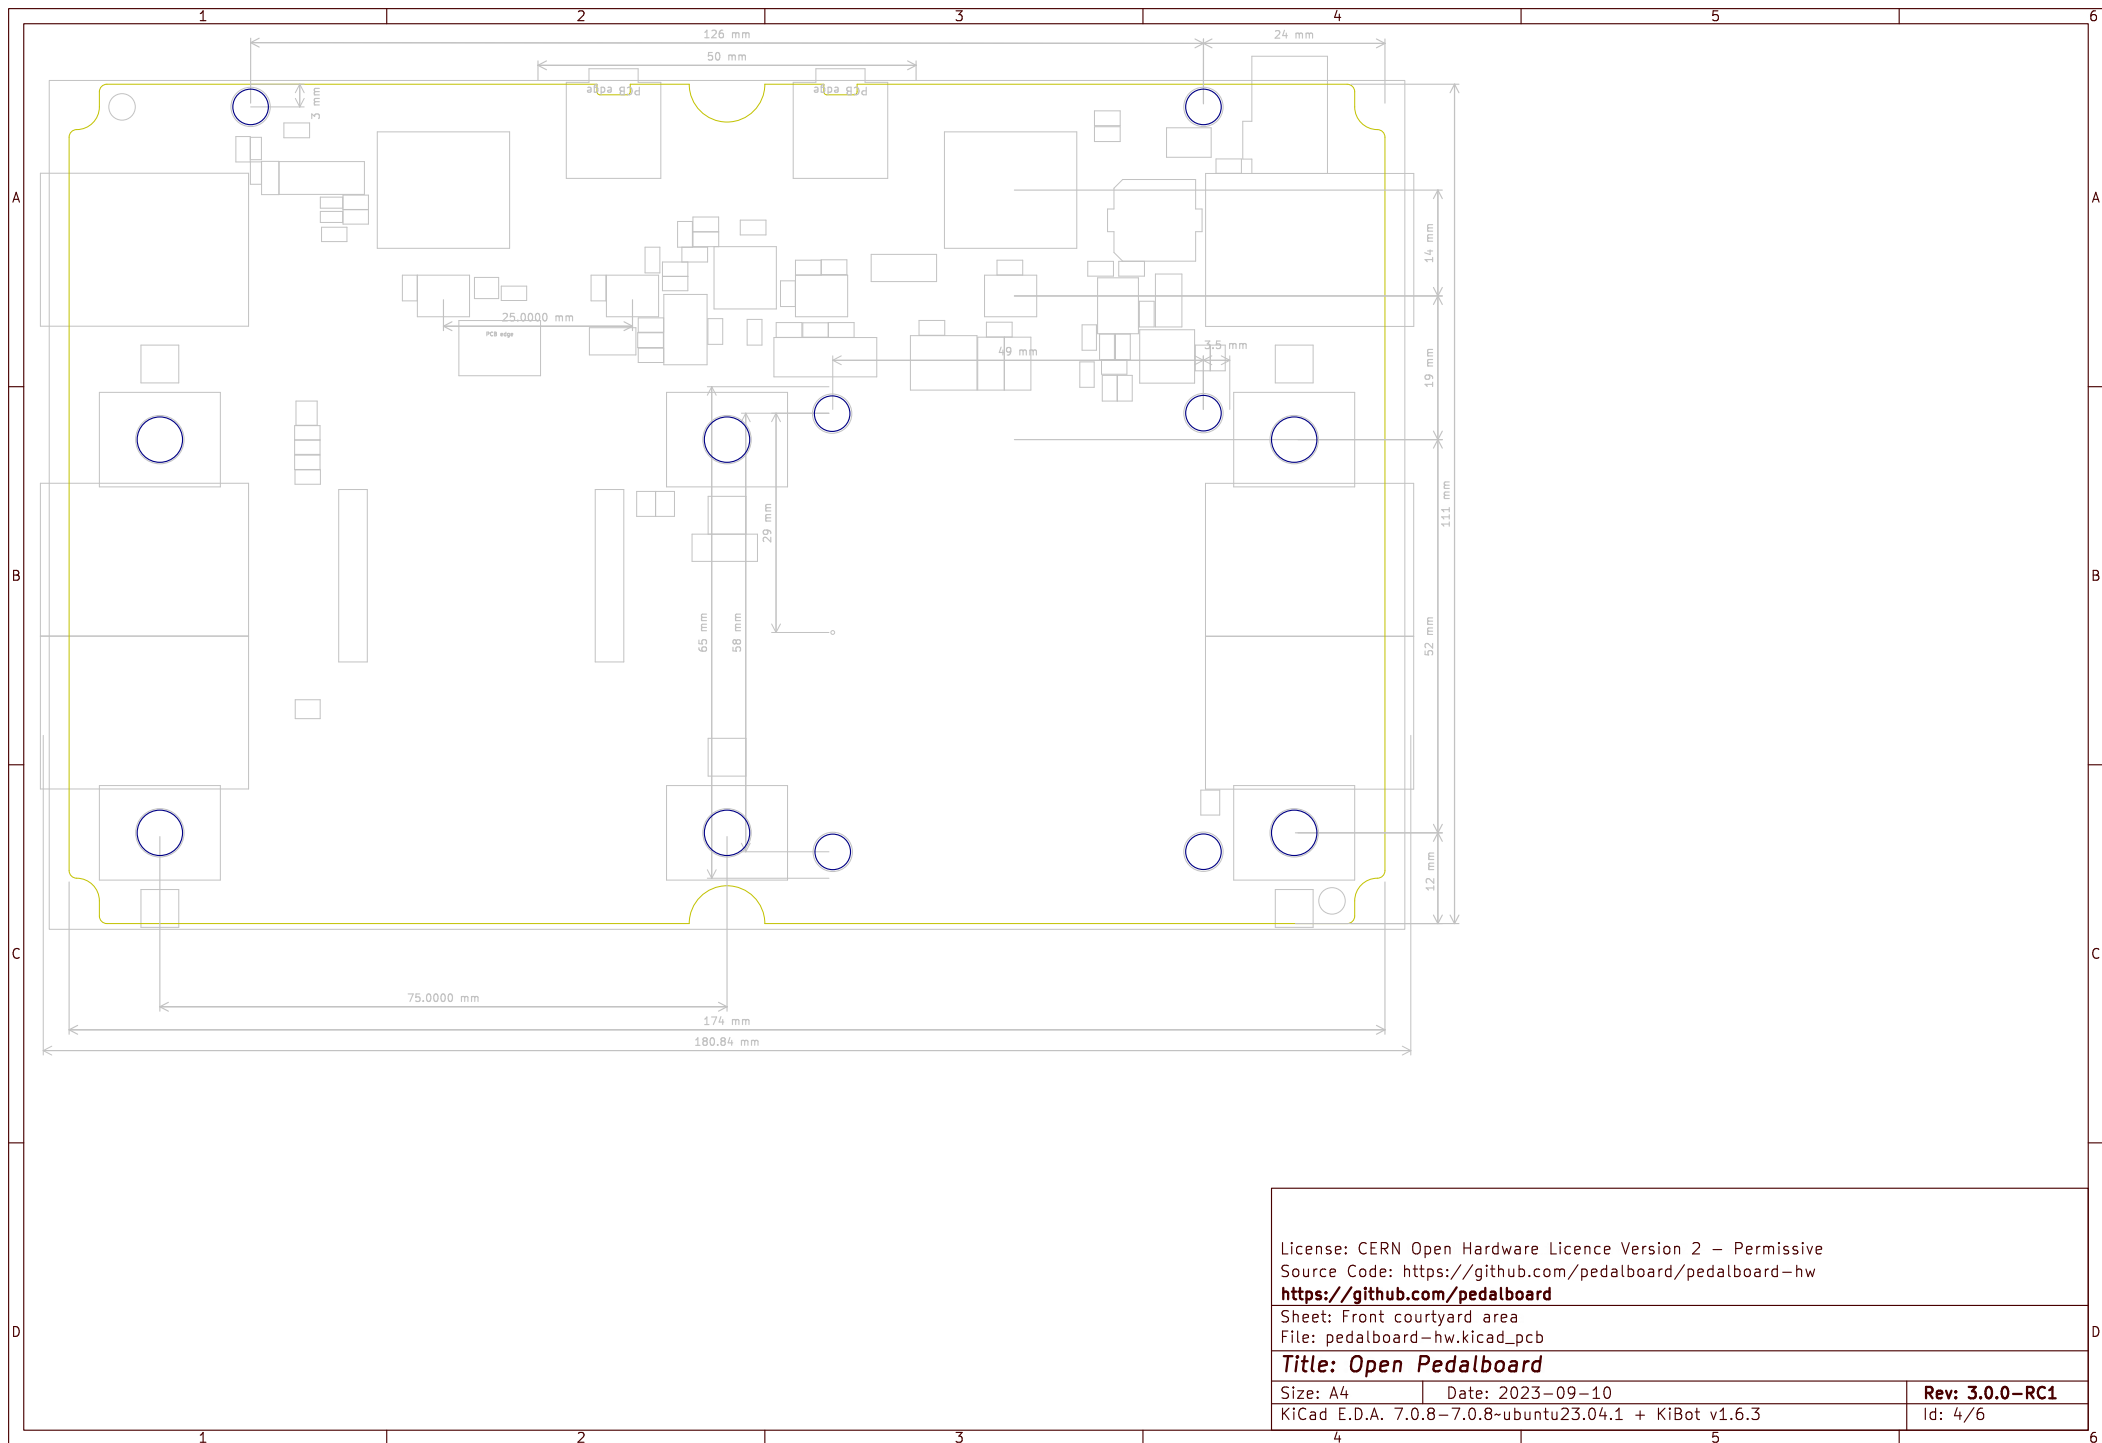 1 2 3 4 5 6
126 mm
24 mm
50 mm
PCB edge
PCB edge
3 mm
A
A
14 mm
25.0000 mm
PCB edge
3.5 mm
49 mm
19 mm
111 mm
29 mm
B
B
65 mm
58 mm
52 mm
12 mm
C
C
75.0000 mm
174 mm
180.84 mm
License: CERN Open Hardware Licence Version 2 - Permissive
Source Code: https://github.com/pedalboard/pedalboard-hw
https://github.com/pedalboard
Sheet: Front courtyard area
File: pedalboard-hw.kicad_pcb
D
D
Title: Open Pedalboard
Size: A4 Date: 2023-09-10 Rev: 3.0.0-RC1
KiCad E.D.A. 7.0.8-7.0.8~ubuntu23.04.1 + KiBot v1.6.3 Id: 4/6
1 2 3 4 5 6